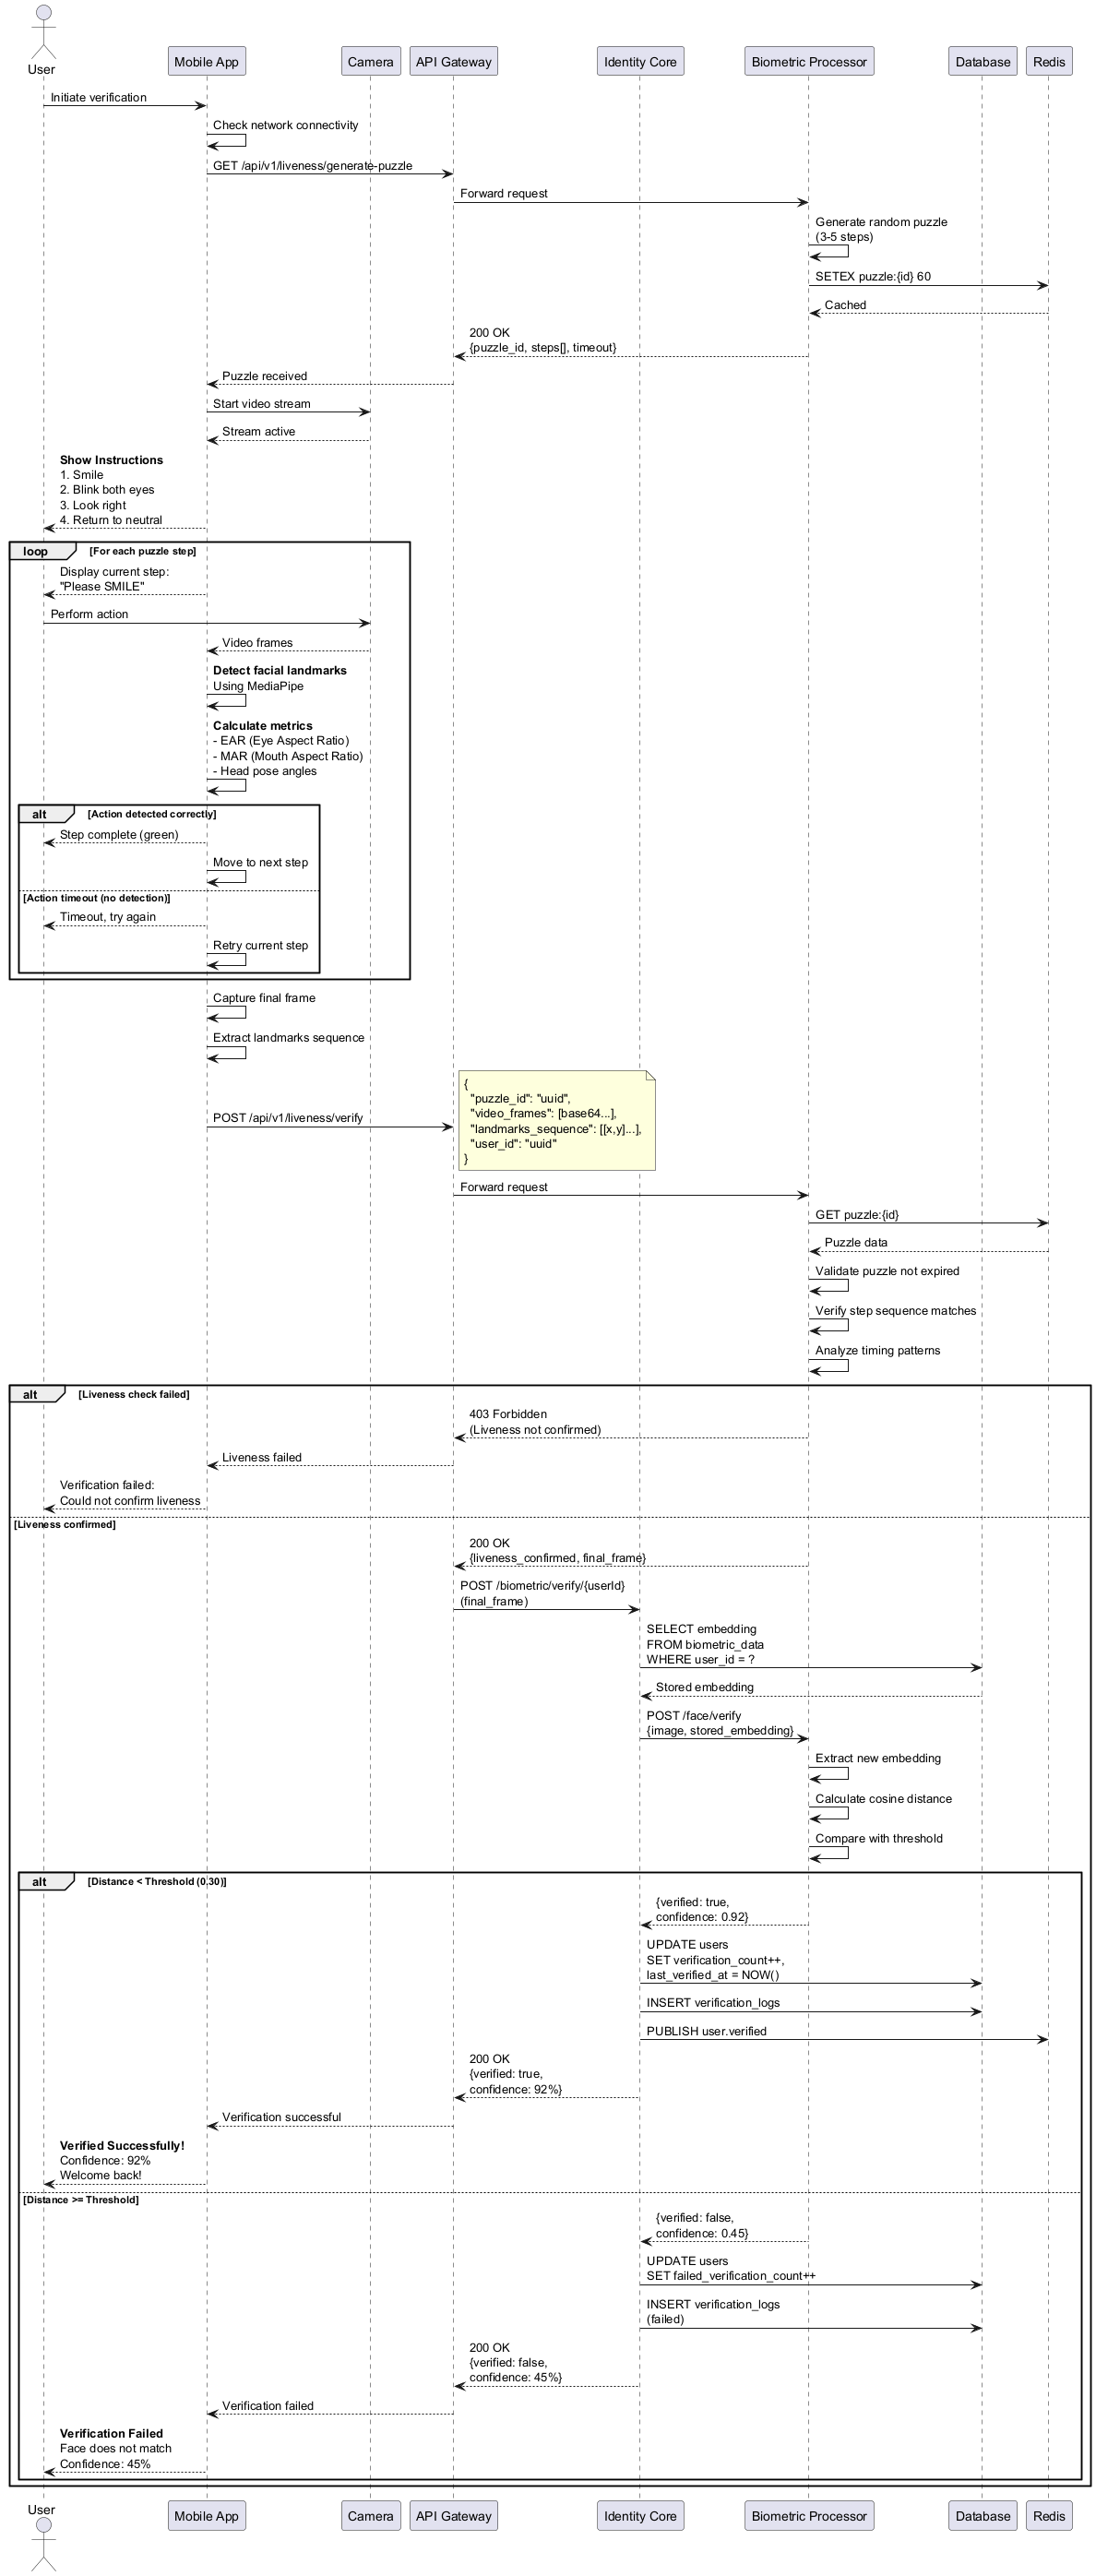 User
Mobile App
Camera
API Gateway
Identity Core
Biometric Processor
Database
Redis
Initiate verification
Check network connectivity
GET /api/v1/liveness/generate-puzzle
Forward request
Generate random puzzle
(3-5 steps)
SETEX puzzle:{id} 60
Cached
200 OK
{puzzle_id, steps[], timeout}
Puzzle received
Start video stream
Stream active
Show Instructions
1. Smile
2. Blink both eyes
3. Look right
4. Return to neutral
loop
[For each puzzle step]
Display current step:
"Please SMILE"
Perform action
Video frames
Detect facial landmarks
Using MediaPipe
Calculate metrics
- EAR (Eye Aspect Ratio)
- MAR (Mouth Aspect Ratio)
- Head pose angles
alt
[Action detected correctly]
Step complete (green)
Move to next step
[Action timeout (no detection)]
Timeout, try again
Retry current step
Capture final frame
Extract landmarks sequence
POST /api/v1/liveness/verify
{
"puzzle_id": "uuid",
"video_frames": [base64...],
"landmarks_sequence": [[x,y]...],
"user_id": "uuid"
}
Forward request
GET puzzle:{id}
Puzzle data
Validate puzzle not expired
Verify step sequence matches
Analyze timing patterns
alt
[Liveness check failed]
403 Forbidden
(Liveness not confirmed)
Liveness failed
Verification failed:
Could not confirm liveness
[Liveness confirmed]
200 OK
{liveness_confirmed, final_frame}
POST /biometric/verify/{userId}
(final_frame)
SELECT embedding
FROM biometric_data
WHERE user_id = ?
Stored embedding
POST /face/verify
{image, stored_embedding}
Extract new embedding
Calculate cosine distance
Compare with threshold
alt
[Distance < Threshold (0.30)]
{verified: true,
confidence: 0.92}
UPDATE users
SET verification_count++,
last_verified_at = NOW()
INSERT verification_logs
PUBLISH user.verified
200 OK
{verified: true,
confidence: 92%}
Verification successful
Verified Successfully!
Confidence: 92%
Welcome back!
[Distance >= Threshold]
{verified: false,
confidence: 0.45}
UPDATE users
SET failed_verification_count++
INSERT verification_logs
(failed)
200 OK
{verified: false,
confidence: 45%}
Verification failed
Verification Failed
Face does not match
Confidence: 45%
User
Mobile App
Camera
API Gateway
Identity Core
Biometric Processor
Database
Redis